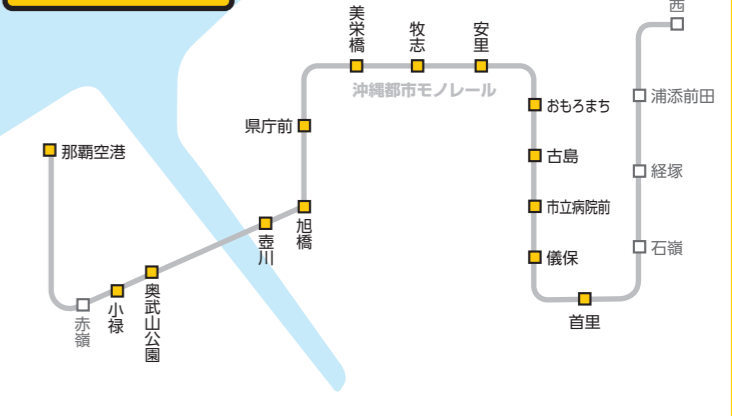 那覇空港
赤嶺
小禄
奥武山公園
壺川
旭橋
県庁前
美栄橋
牧志
安里
沖縄都市モノレール
おもろまち
古島
市立病院前
儀保
首里
石嶺
経塚
浦添前田
西